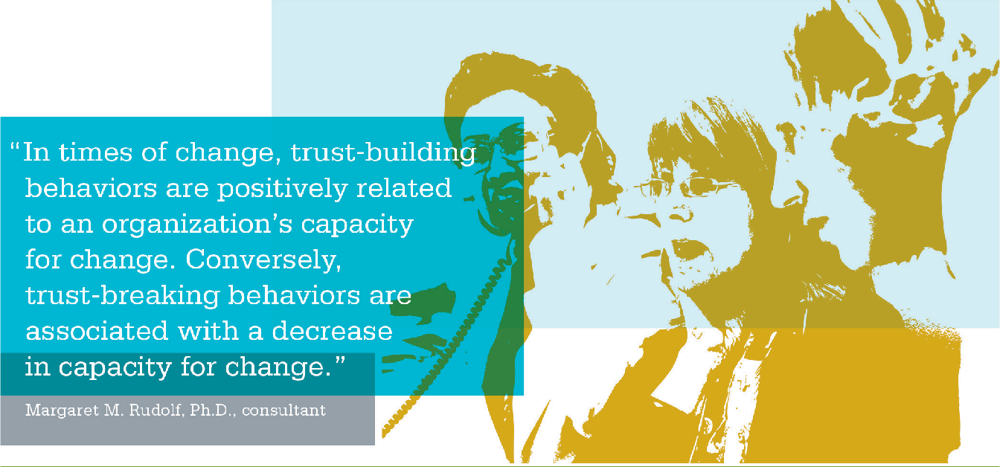 “In times of change, trust-building
behaviors are positively related
to an organization’s capacity
for change. Conversely,
trust-breaking behaviors are
associated with a decrease
in capacity for change.”
Margaret M. Rudolf, Ph.D., consultant